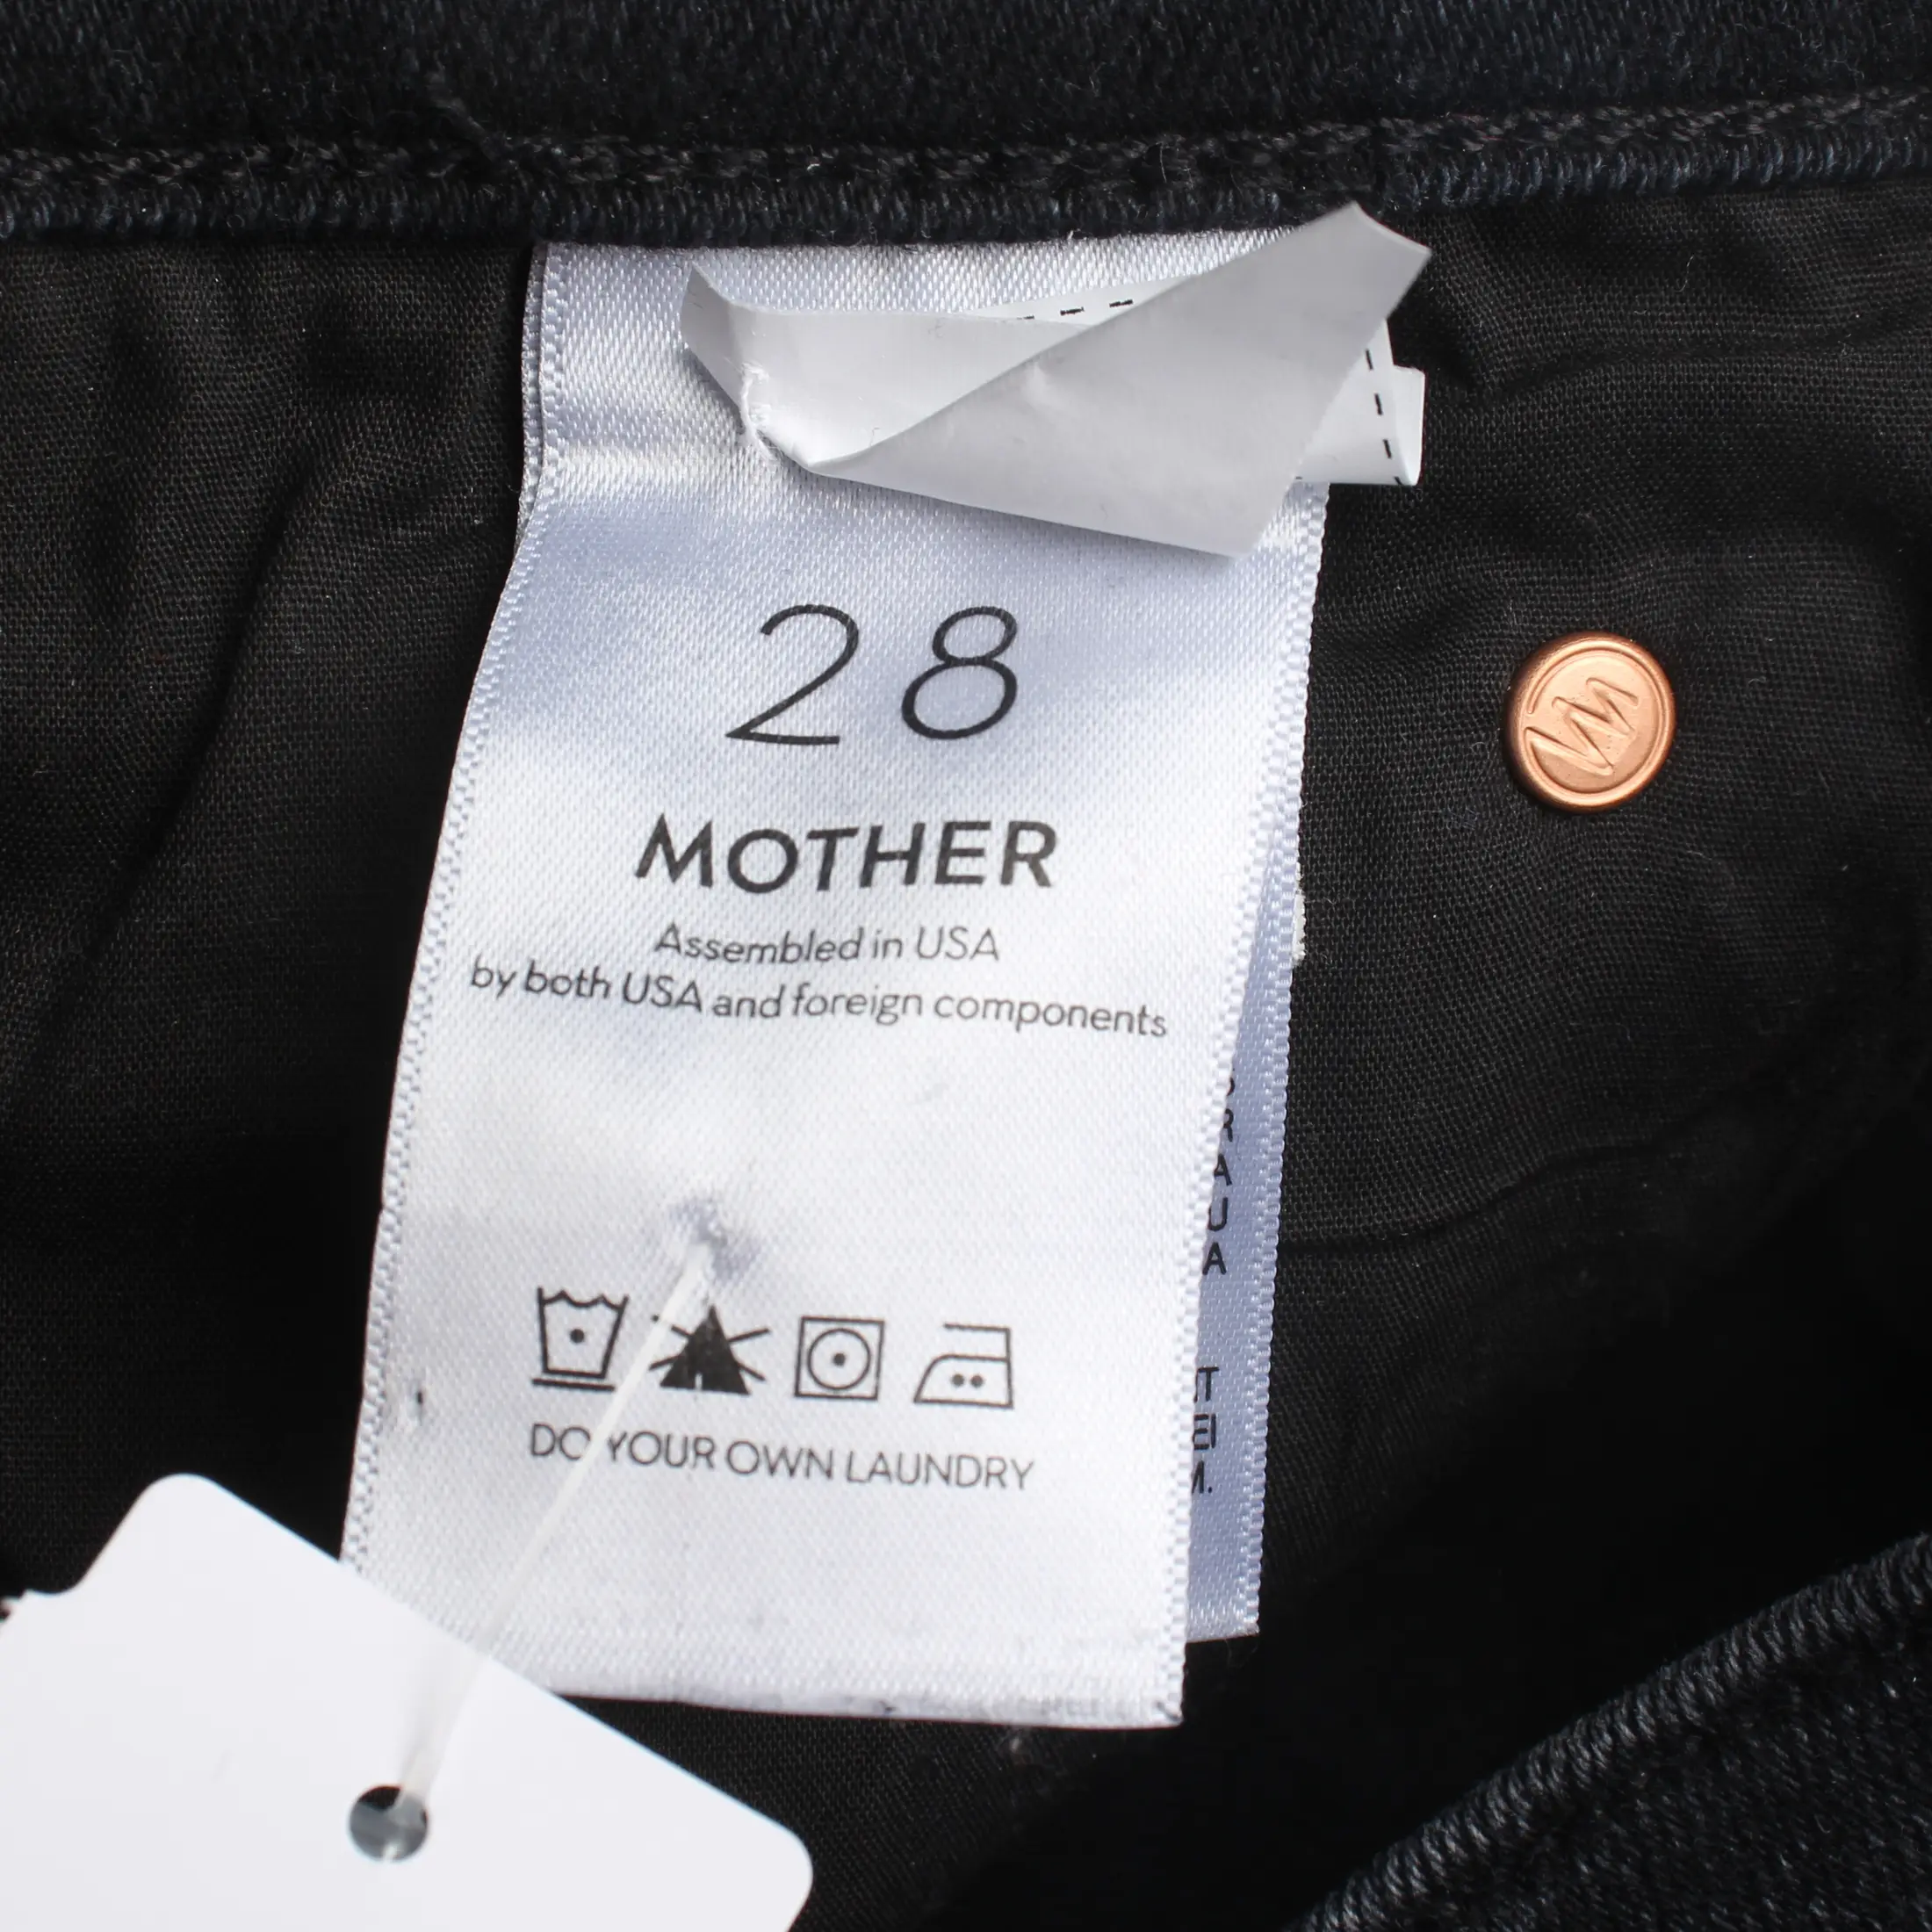 28
MOTHER
Assembled in USA
by both USA and foreign components
DO YOUR OWN LAUNDRY
M